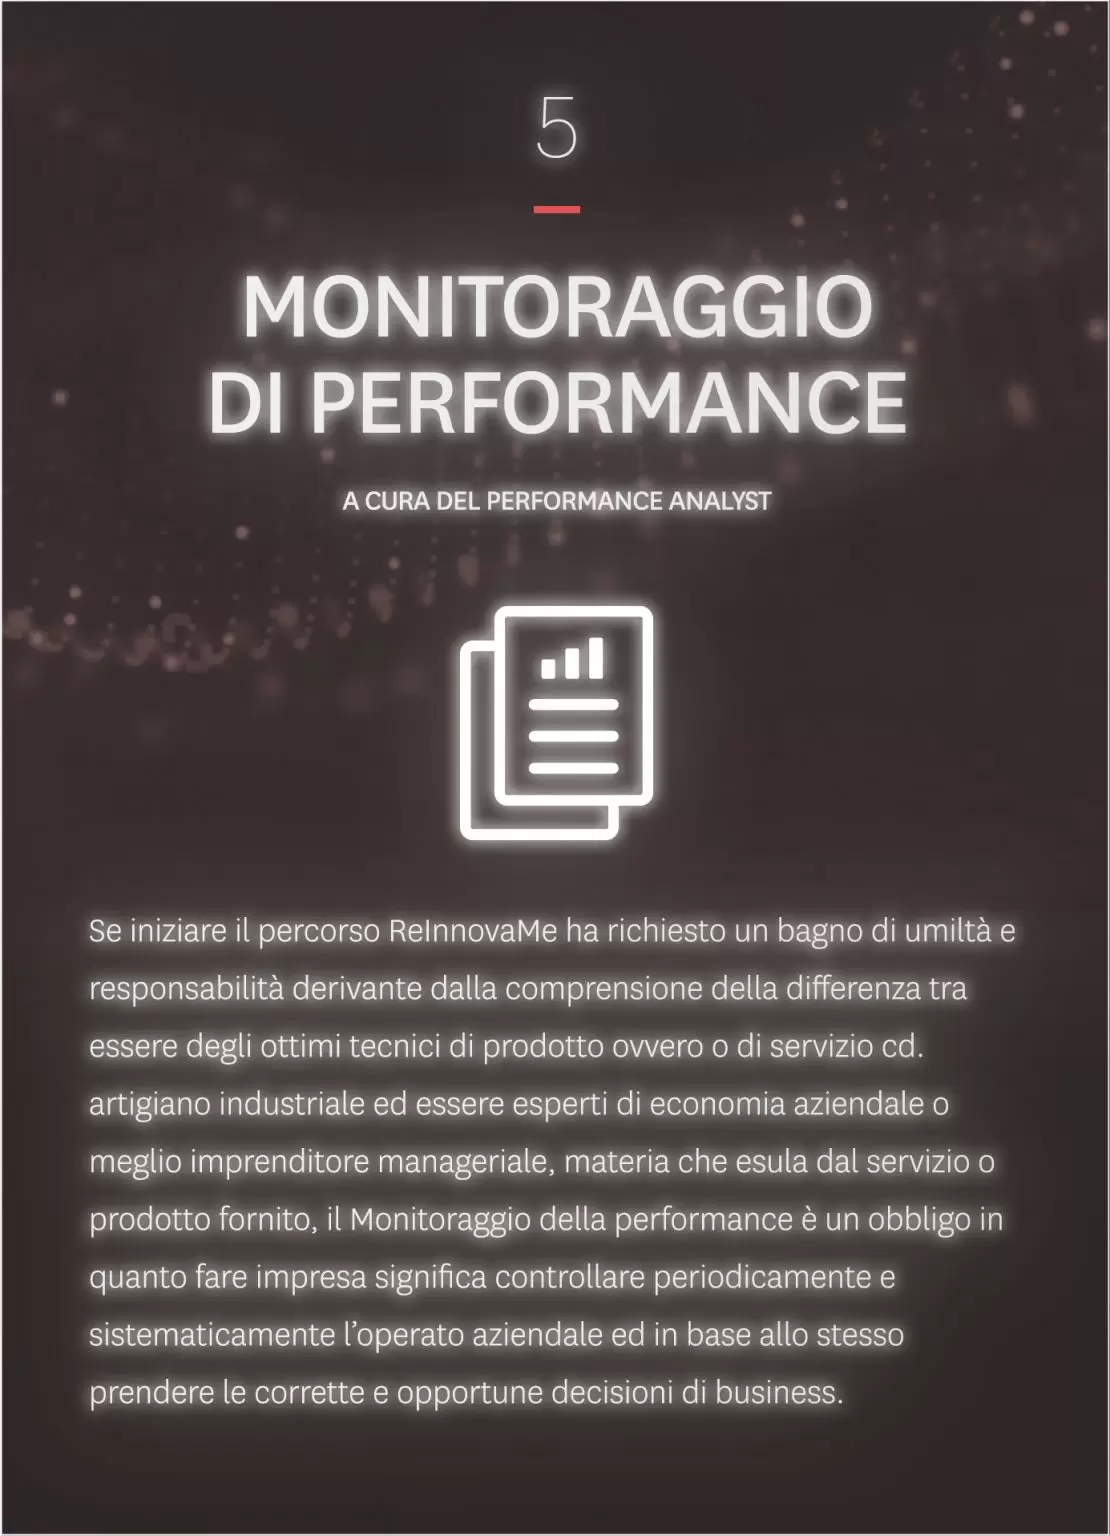 5
MONITORAGGIO
DI PERFORMANCE
A CURA DEL PERFORMANCE ANALYST
Se iniziare il percorso ReInnovaMe ha richiesto un bagno di umiltà e
responsabilità derivante dalla comprensione della differenza tra
essere degli ottimi tecnici di prodotto ovvero o di servizio cd.
artigiano industriale ed essere esperti di economia aziendale o
meglio imprenditore manageriale, materia che esula dal servizio o
prodotto fornito, il Monitoraggio della performance è un obbligo in
quanto fare impresa significa controllare periodicamente e
sistematicamente l’operato aziendale ed in base allo stesso
prendere le corrette e opportune decisioni di business.